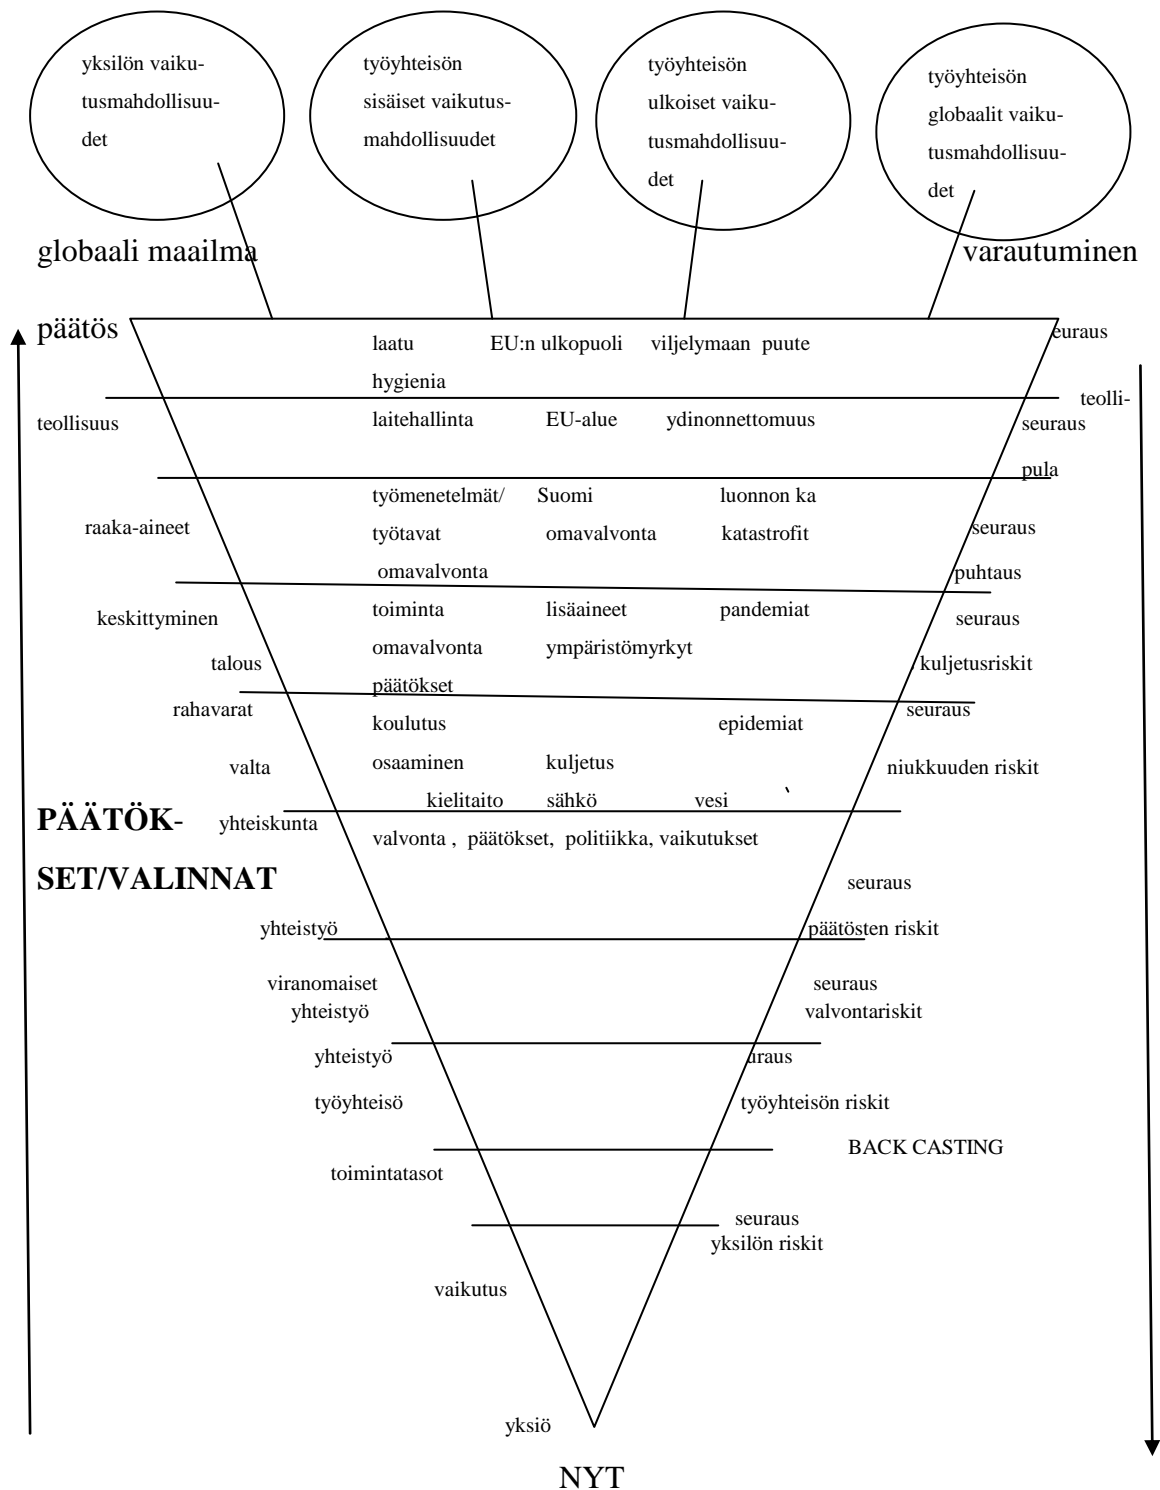 yksilön vaiku-
tusmahdollisuu-
det
työyhteisön
sisäiset vaikutus-
mahdollisuudet
työyhteisön
ulkoiset vaiku-
tusmahdollisuu-
det
työyhteisön
globaalit vaiku-
tusmahdollisuu-
det
globaali maailma varautuminen
päätös euraus
laatu EU:n ulkopuoli viljelymaan puute
hygienia
teolli-
teollisuus laitehallinta EU-alue ydinonnettomuus seuraus
pula
työmenetelmät/ Suomi luonnon ka
raaka-aineet työtavat omavalvonta katastrofit seuraus
omavalvonta puhtaus
keskittyminen toiminta lisäaineet pandemiat seuraus
omavalvonta ympäristömyrkyt
talous kuljetusriskit
päätökset
rahavarat seuraus
koulutus epidemiat
valta osaaminen kuljetus niukkuuden riskit
kielitaito sähkö vesi `
PÄÄTÖK- yhteiskunta
valvonta , päätökset, politiikka, vaikutukset
SET/VALINNAT seuraus
yhteistyö päätösten riskit
viranomaiset seuraus
yhteistyö valvontariskit
yhteistyö uraus
työyhteisö työyhteisön riskit
BACK CASTING
toimintatasot
seuraus
yksilön riskit
vaikutus
yksiö
NYT